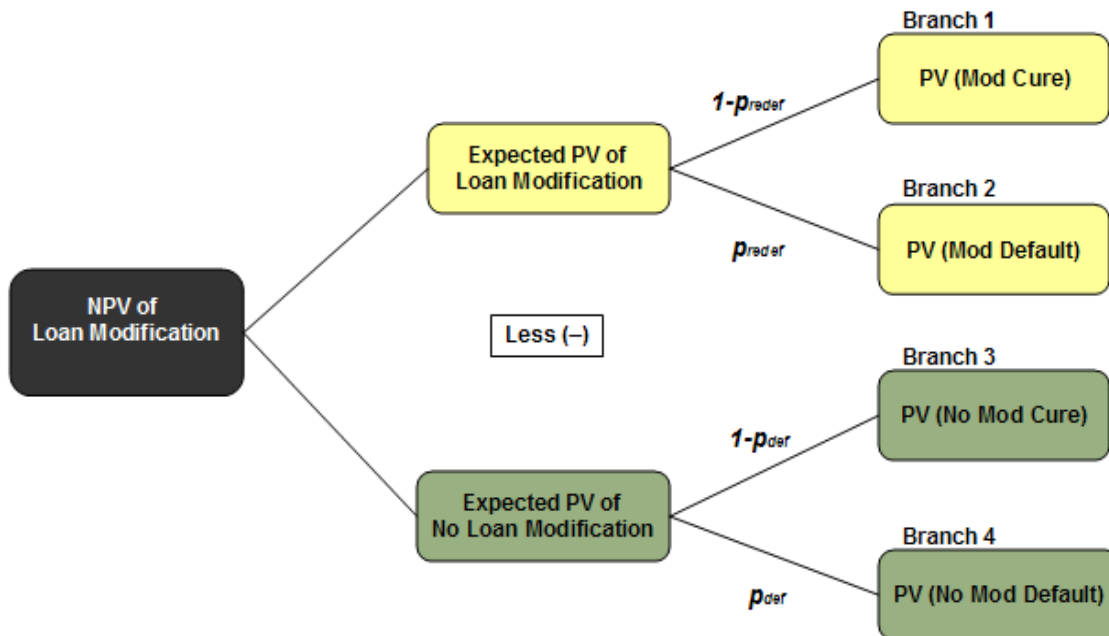 Branch 1
PV (Mod Cure)
1-predef
Expected PV of
Loan Modification
Branch 2
predef
PV (Mod Default)
NPV of
Loan Modification
Less (–)
Branch 3
PV (No Mod Cure)
1-pdef
Expected PV of
No Loan Modification
Branch 4
pdef
PV (No Mod Default)